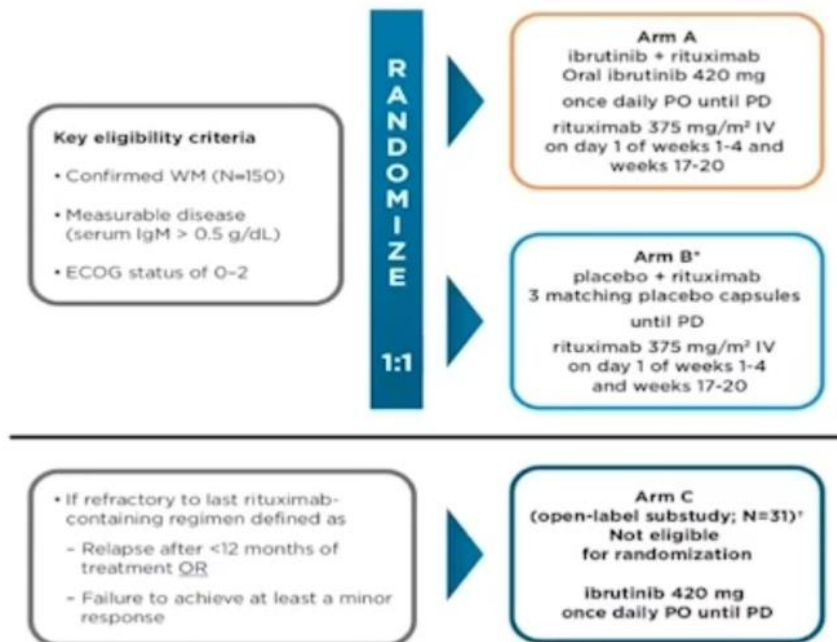 Key eligibility criteria
• Confirmed WM (N=150)
• Measurable disease
(serum IgM > 0.5 g/dL)
• ECOG status of 0–2
RANDOMIZE
1:1
Arm A
ibrutinib + rituximab
Oral ibrutinib 420 mg
once daily PO until PD
rituximab 375 mg/m² IV
on day 1 of weeks 1-4 and
weeks 17-20
Arm B*
placebo + rituximab
3 matching placebo capsules
until PD
rituximab 375 mg/m² IV
on day 1 of weeks 1-4
and weeks 17-20
• If refractory to last rituximab-
containing regimen defined as
– Relapse after <12 months of
treatment OR
– Failure to achieve at least a minor
response
Arm C
(open-label substudy; N=31)†
Not eligible
for randomization
ibrutinib 420 mg
once daily PO until PD